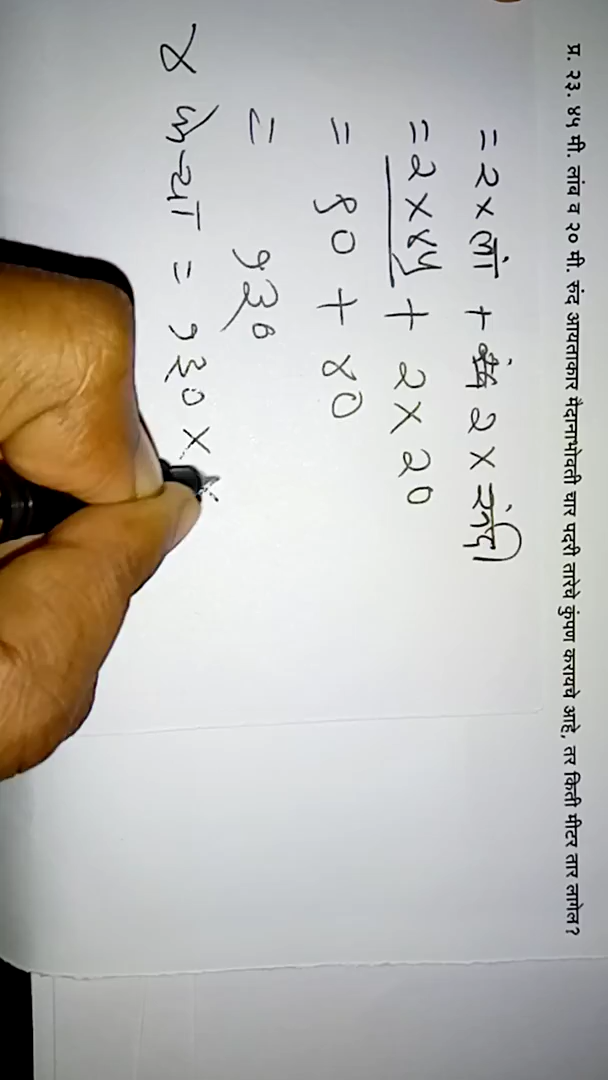 प्र. २३. ४५ मी. लांब व २० मी. रुंद आयताकार मैदानाभोवती चार पदरी तारेचे कुंपण करायचे आहे, तर किती मीटर तार लागेल?
= २ × लां + २ × रुंदी
= २ × ४५ + २ × २०
= ९० + ४०
= १३०
४ फेऱ्या = १३० ×